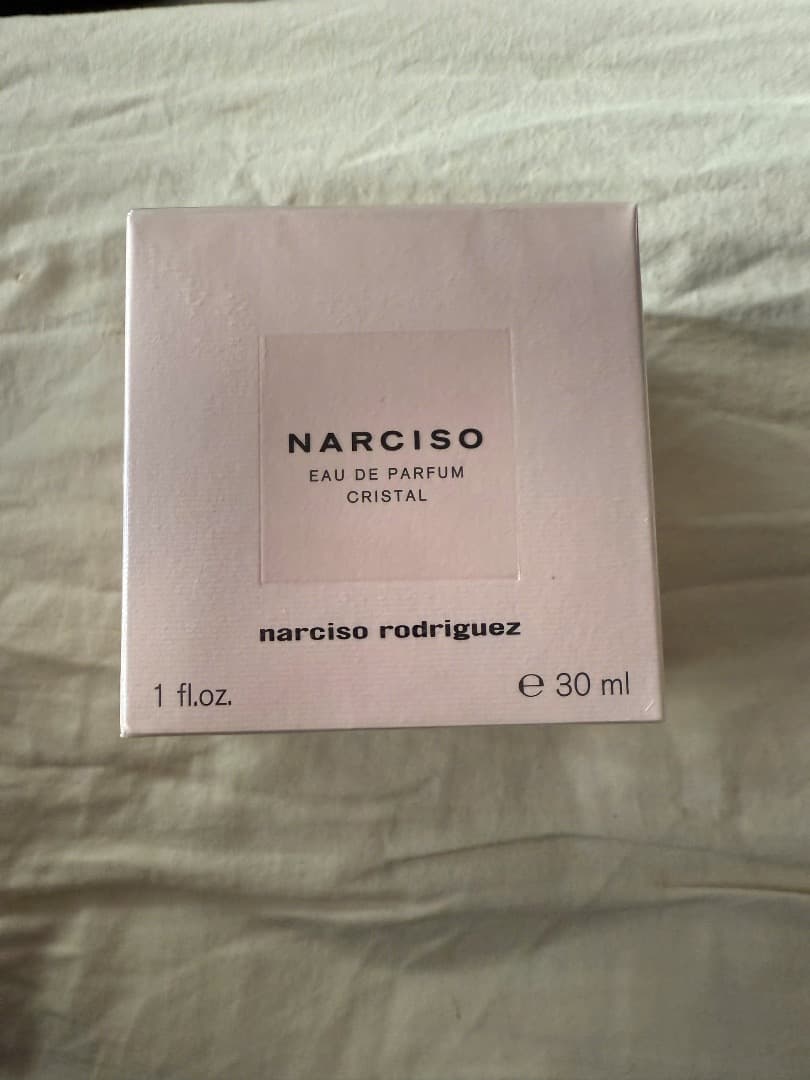 NARCISO
EAU DE PARFUM
CRISTAL
narciso rodriguez
1 fl.oz. ℮ 30 ml